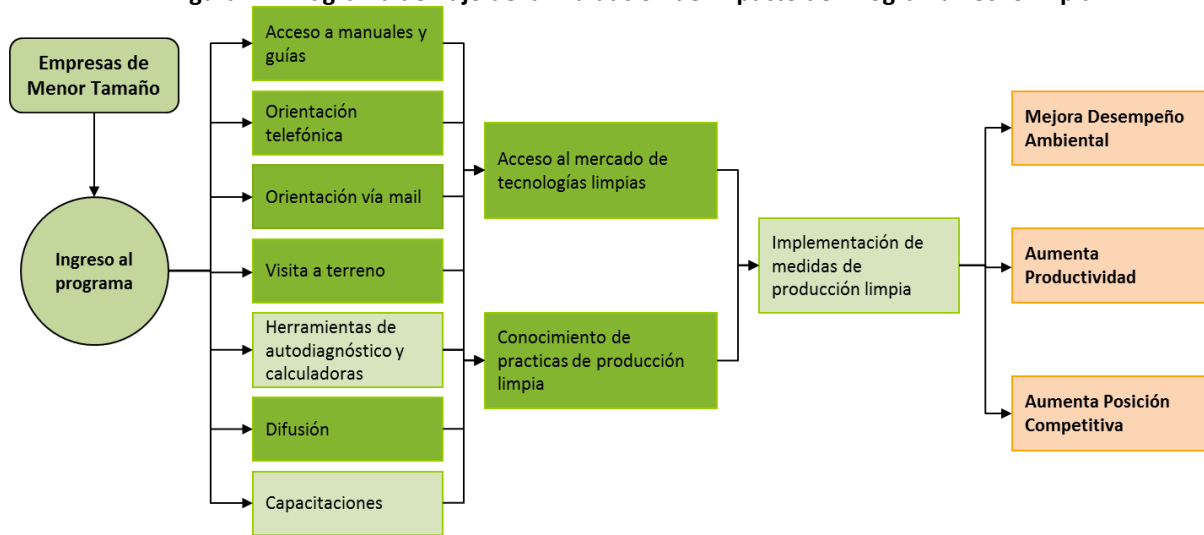 Empresas de
Menor Tamaño
Ingreso al
programa
Acceso a manuales y
guías
Orientación
telefónica
Orientación vía mail
Visita a terreno
Herramientas de
autodiagnóstico y
calculadoras
Difusión
Capacitaciones
Acceso al mercado de
tecnologías limpias
Conocimiento de
practicas de producción
limpia
Implementación de
medidas de
producción limpia
Mejora Desempeño
Ambiental
Aumenta
Productividad
Aumenta Posición
Competitiva